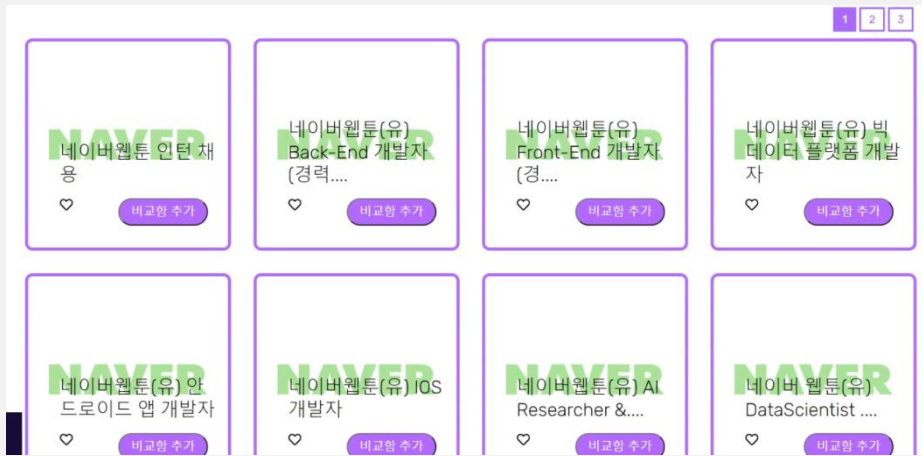 1 2 3
NAVER
네이버웹툰 인턴 채
용
비교함 추가
NAVER
네이버웹툰(유)
Back-End 개발자
(경력....
비교함 추가
NAVER
네이버웹툰(유)
Front-End 개발자
(경....
비교함 추가
NAVER
네이버웹툰(유) 빅
데이터 플랫폼 개발
자
비교함 추가
NAVER
네이버웹툰(유) 안
드로이드 앱 개발자
비교함 추가
NAVER
네이버웹툰(유) IOS
개발자
비교함 추가
NAVER
네이버웹툰(유) AI
Researcher &....
비교함 추가
NAVER
네이버 웹툰(유)
DataScientist ....
비교함 추가